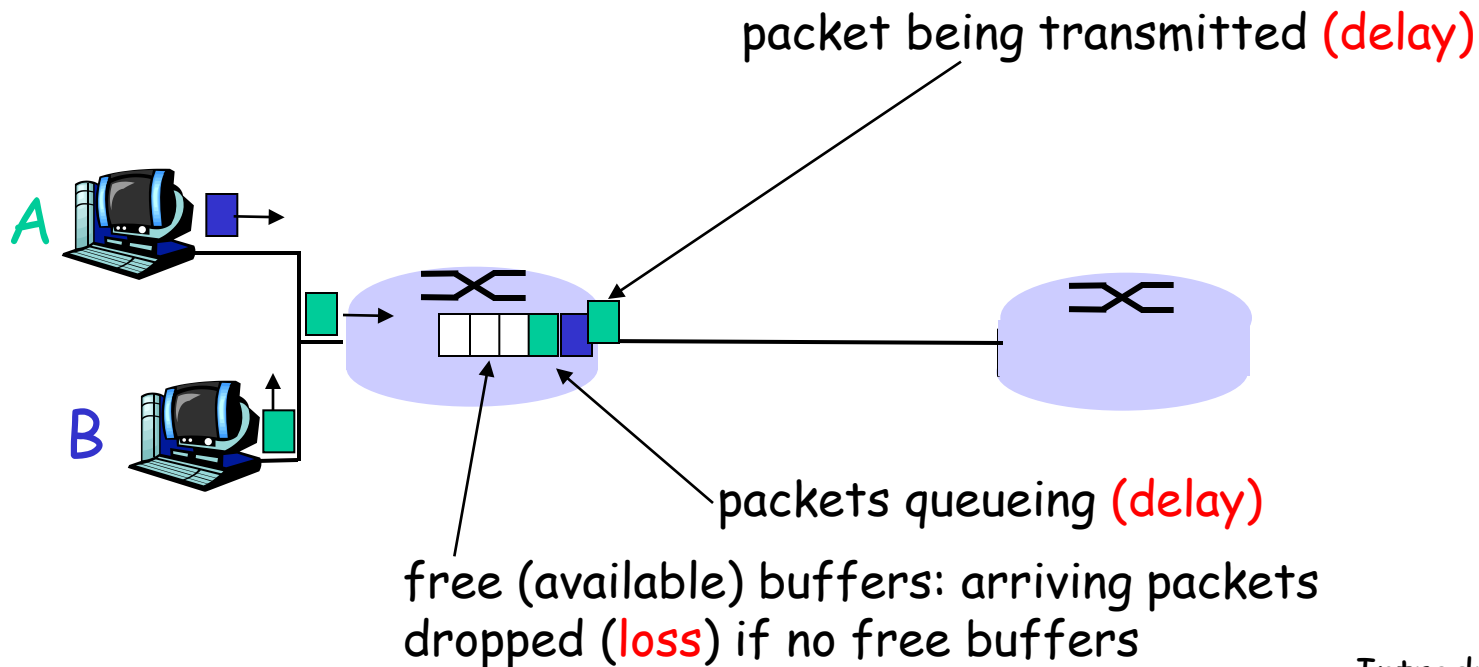 packet being transmitted (delay)
A
B
packets queueing (delay)
free (available) buffers: arriving packets
dropped (loss) if no free buffers